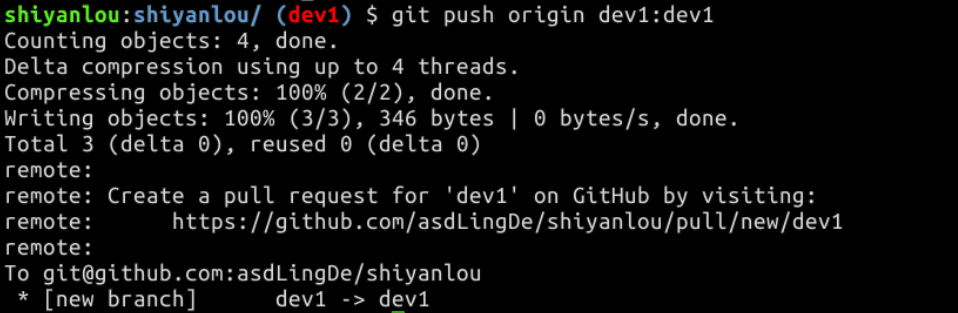 shiyanlou:shiyanlou/ (dev1) $ git push origin dev1:dev1
Counting objects: 4, done.
Delta compression using up to 4 threads.
Compressing objects: 100% (2/2), done.
Writing objects: 100% (3/3), 346 bytes | 0 bytes/s, done.
Total 3 (delta 0), reused 0 (delta 0)
remote:
remote: Create a pull request for 'dev1' on GitHub by visiting:
remote:      https://github.com/asdLingDe/shiyanlou/pull/new/dev1
remote:
To git@github.com:asdLingDe/shiyanlou
 * [new branch]      dev1 -> dev1